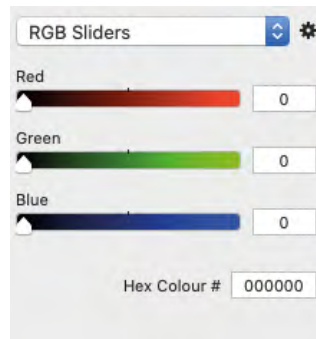 RGB Sliders
Red
0
Green
0
Blue
0
Hex Colour # 000000